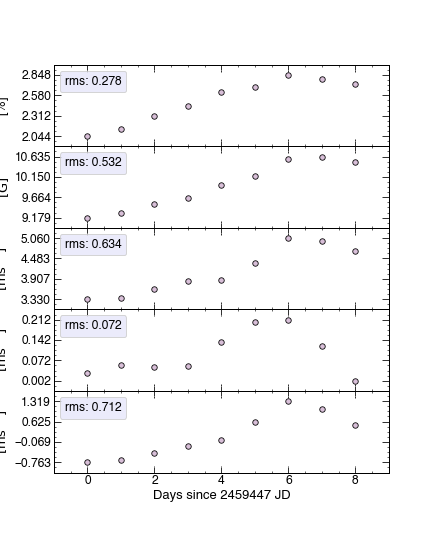 rms: 0.278
2.848
2.580
2.312
2.044
[%]
rms: 0.532
10.635
10.150
9.664
9.179
[G]
rms: 0.634
5.060
4.483
3.907
3.330
rms: 0.072
0.212
0.142
0.072
0.002
rms: 0.712
1.319
0.625
−0.069
−0.763
0 2 4 6 8
Days since 2459447 JD